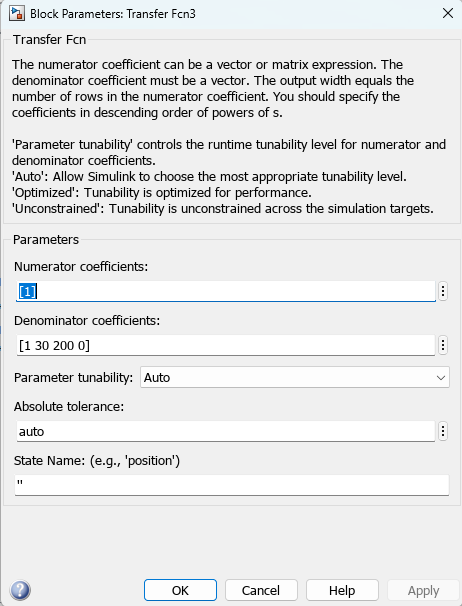 Block Parameters: Transfer Fcn3
Transfer Fcn
The numerator coefficient can be a vector or matrix expression. The
denominator coefficient must be a vector. The output width equals the
number of rows in the numerator coefficient. You should specify the
coefficients in descending order of powers of s.
'Parameter tunability' controls the runtime tunability level for numerator and
denominator coefficients.
'Auto': Allow Simulink to choose the most appropriate tunability level.
'Optimized': Tunability is optimized for performance.
'Unconstrained': Tunability is unconstrained across the simulation targets.
Parameters
Numerator coefficients:
[1]
Denominator coefficients:
[1 30 200 0]
Parameter tunability: Auto
Absolute tolerance:
auto
State Name: (e.g., 'position')
''
OK Cancel Help Apply